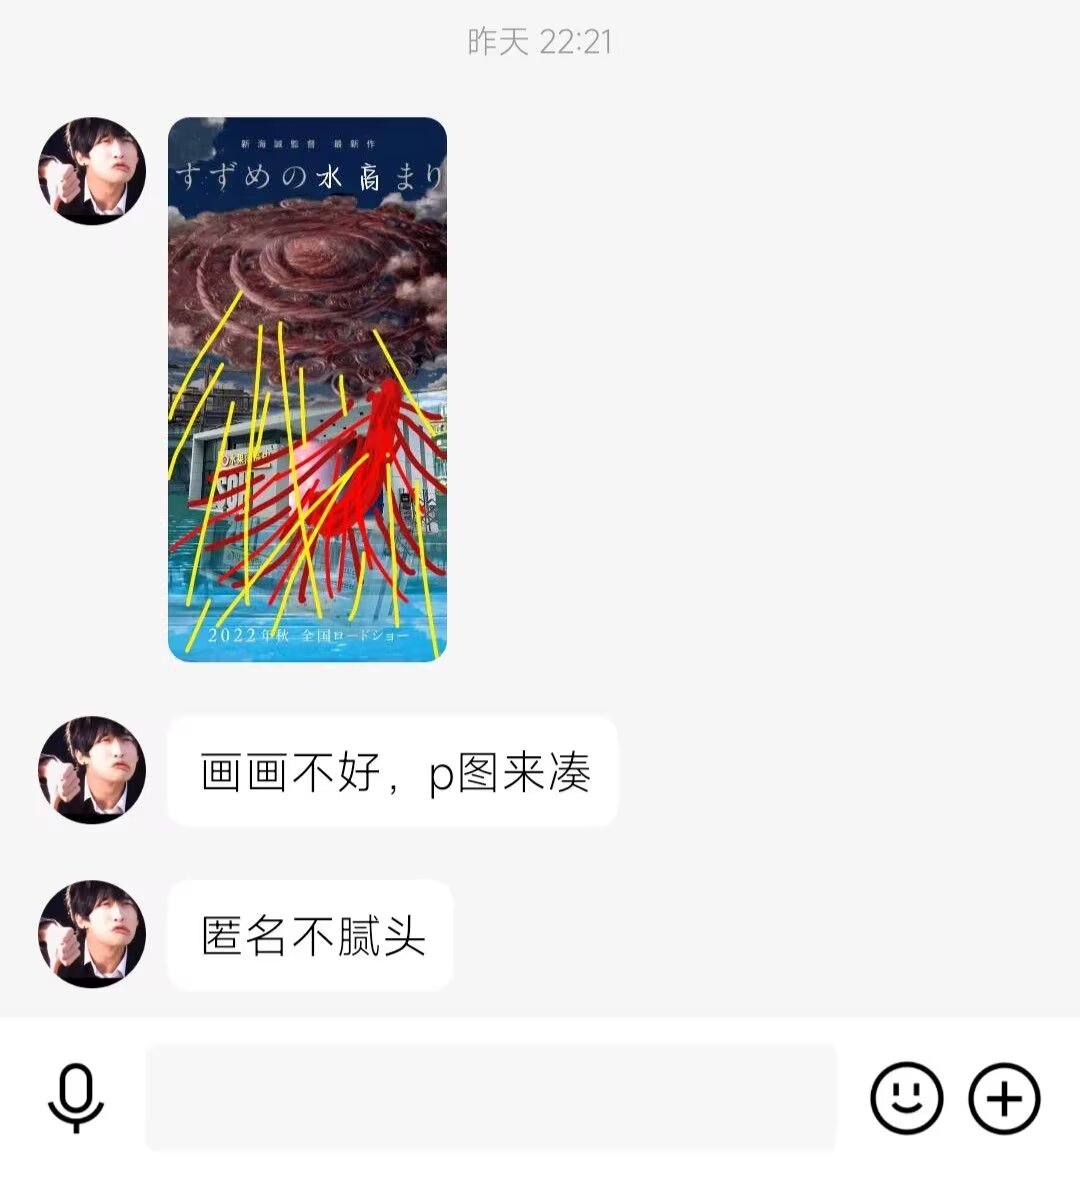 昨天 22:21
新海誠監督 最新作
すずめの水高まり
2022年秋 全国ロードショー
画画不好，p图来凑
匿名不腻头